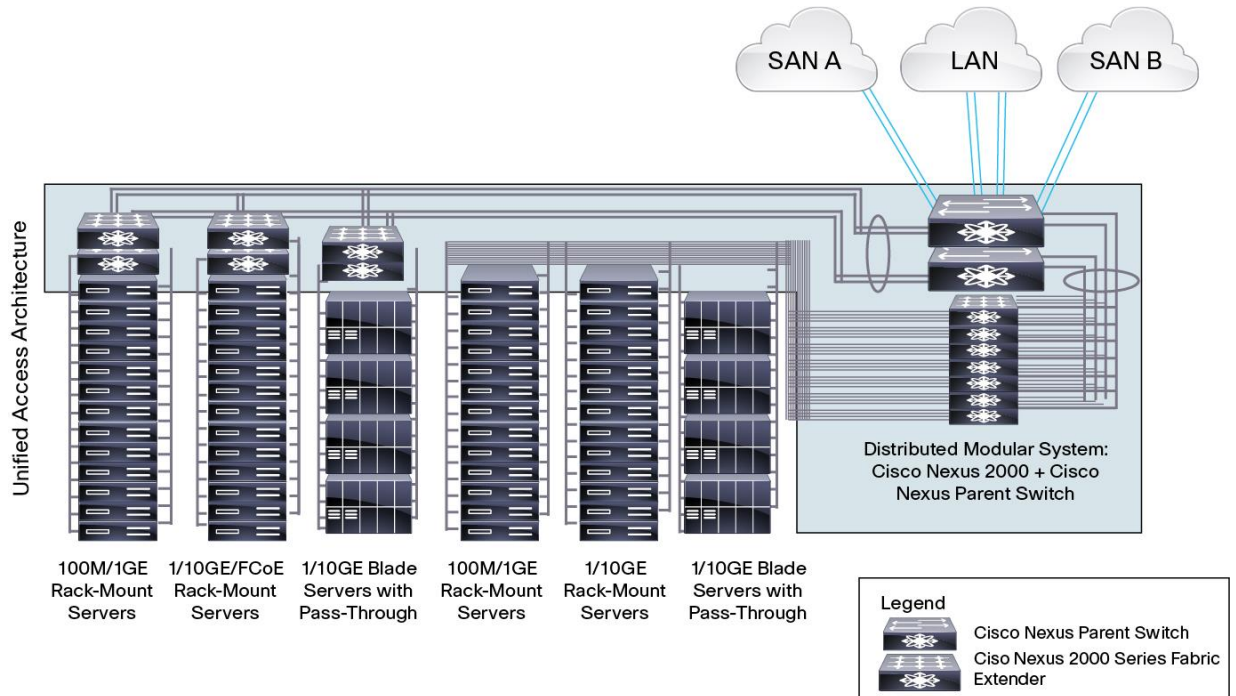 SAN A
LAN
SAN B
Unified Access Architecture
Distributed Modular System:
Cisco Nexus 2000 + Cisco
Nexus Parent Switch
100M/1GE
Rack-Mount
Servers
1/10GE/FCoE
Rack-Mount
Servers
1/10GE Blade
Servers with
Pass-Through
100M/1GE
Rack-Mount
Servers
1/10GE
Rack-Mount
Servers
1/10GE Blade
Servers with
Pass-Through
Legend
Cisco Nexus Parent Switch
Ciso Nexus 2000 Series Fabric
Extender